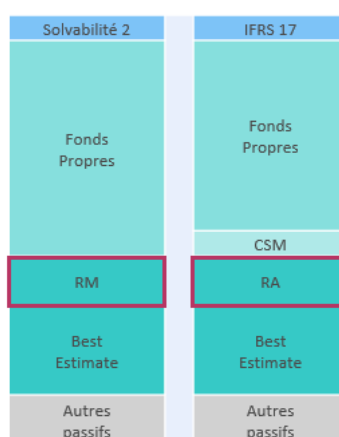 Solvabilité 2
Fonds
Propres
RM
Best
Estimate
Autres
passifs
IFRS 17
Fonds
Propres
CSM
RA
Best
Estimate
Autres
passifs